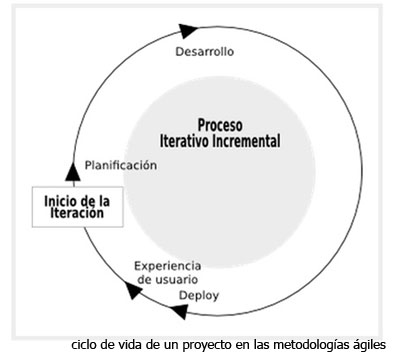 Desarrollo
Proceso
Iterativo Incremental
Planificación
Inicio de la
Iteración
Experiencia
de usuario
Deploy
ciclo de vida de un proyecto en las metodologías ágiles